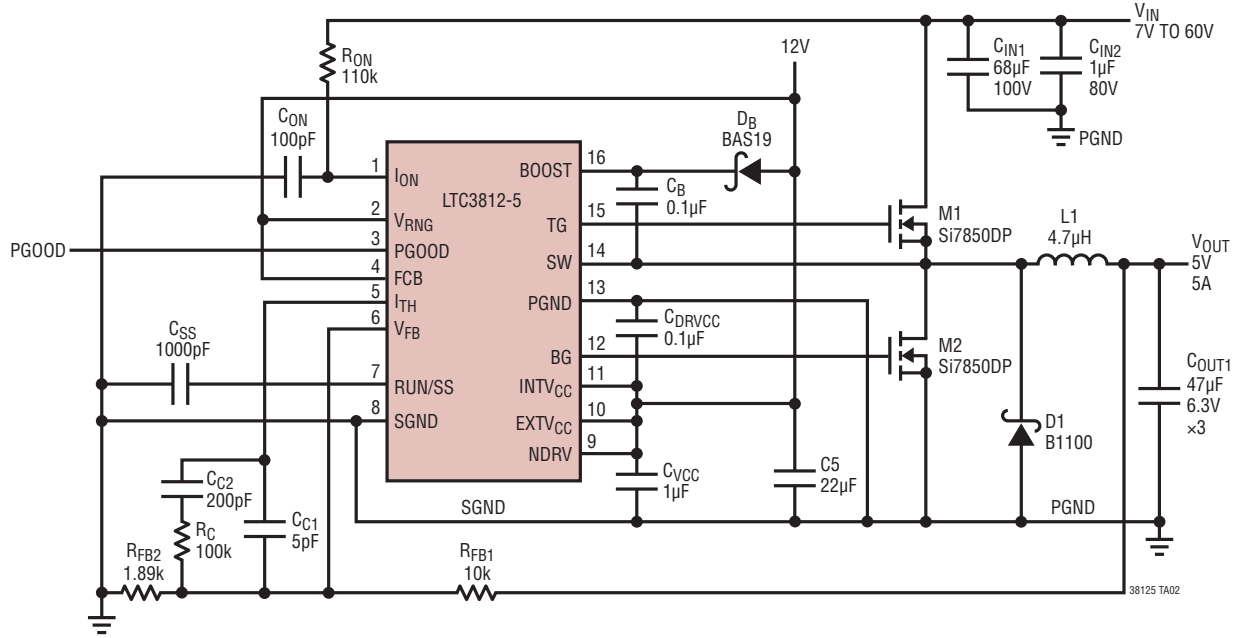 V_IN
7V TO 60V
R_ON
110k
C_IN1
68µF
100V
C_IN2
1µF
80V
PGND
12V
C_ON
100pF
D_B
BAS19
1
I_ON
2
V_RNG
PGOOD
3
PGOOD
4
FCB
5
I_TH
6
V_FB
7
RUN/SS
8
SGND
LTC3812-5
BOOST
16
TG
15
SW
14
PGND
13
BG
12
INTV_CC
11
EXTV_CC
10
NDRV
9
C_B
0.1µF
M1
Si7850DP
L1
4.7µH
V_OUT
5V
5A
C_DRVCC
0.1µF
M2
Si7850DP
C_SS
1000pF
D1
B1100
C_OUT1
47µF
6.3V
×3
C_VCC
1µF
C5
22µF
C_C2
200pF
R_C
100k
C_C1
5pF
SGND
PGND
R_FB2
1.89k
R_FB1
10k
38125 TA02